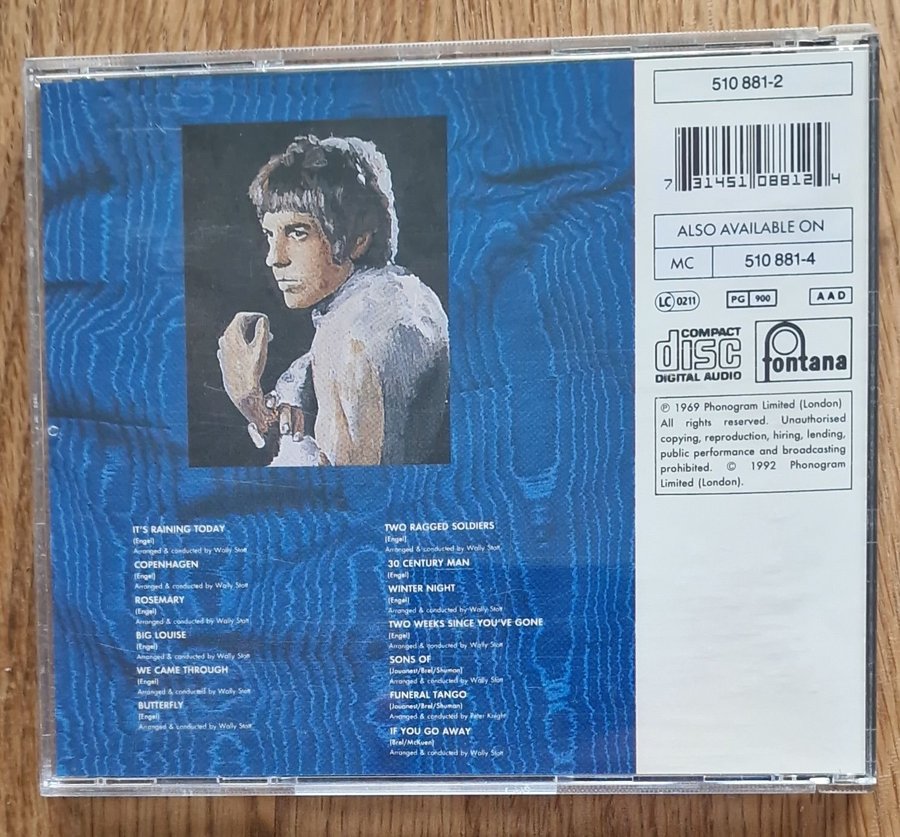 510 881-2
7 31451 08812 4
ALSO AVAILABLE ON
MC 510 881-4
LC 0211
PG 900
AAD
COMPACT
disc
DIGITAL AUDIO
fontana
℗ 1969 Phonogram Limited (London)
All rights reserved. Unauthorised
copying, reproduction, hiring, lending,
public performance and broadcasting
prohibited. © 1992 Phonogram
Limited (London).
IT'S RAINING TODAY
(Engel)
Arranged & conducted by Wally Stott
COPENHAGEN
(Engel)
Arranged & conducted by Wally Stott
ROSEMARY
(Engel)
Arranged & conducted by Wally Stott
BIG LOUISE
(Engel)
Arranged & conducted by Wally Stott
WE CAME THROUGH
(Engel)
Arranged & conducted by Wally Stott
BUTTERFLY
(Engel)
Arranged & conducted by Wally Stott
TWO RAGGED SOLDIERS
(Engel)
Arranged & conducted by Wally Stott
30 CENTURY MAN
(Engel)
WINTER NIGHT
(Engel)
Arranged & conducted by Wally Stott
TWO WEEKS SINCE YOU'VE GONE
(Engel)
Arranged & conducted by Wally Stott
SONS OF
(Jouanest/Brel/Shuman)
Arranged & conducted by Wally Stott
FUNERAL TANGO
(Jouanest/Brel/Shuman)
Arranged & conducted by Peter Knight
IF YOU GO AWAY
(Brel/McKuen)
Arranged & conducted by Wally Stott